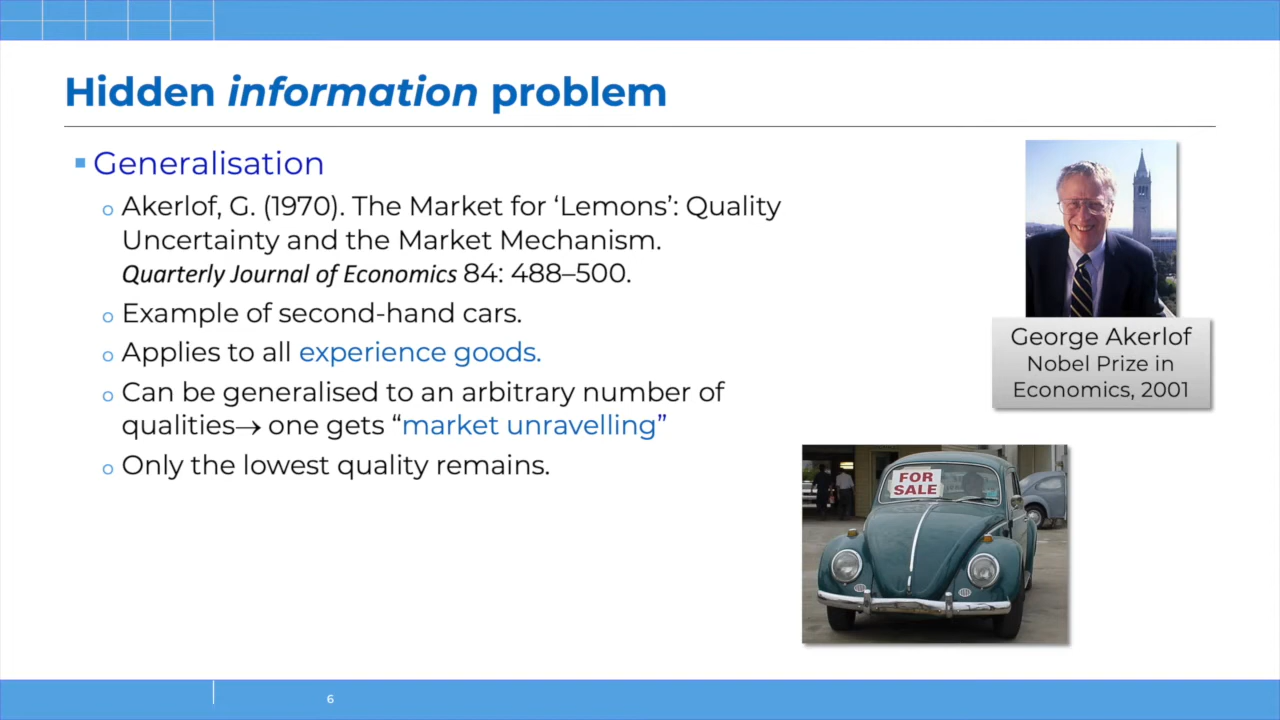 Hidden information problem
Generalisation
Akerlof, G. (1970). The Market for ‘Lemons’: Quality
Uncertainty and the Market Mechanism.
Quarterly Journal of Economics 84: 488–500.
Example of second-hand cars.
Applies to all experience goods.
Can be generalised to an arbitrary number of
qualities→ one gets “market unravelling”
Only the lowest quality remains.
George Akerlof
Nobel Prize in
Economics, 2001
FOR
SALE
6